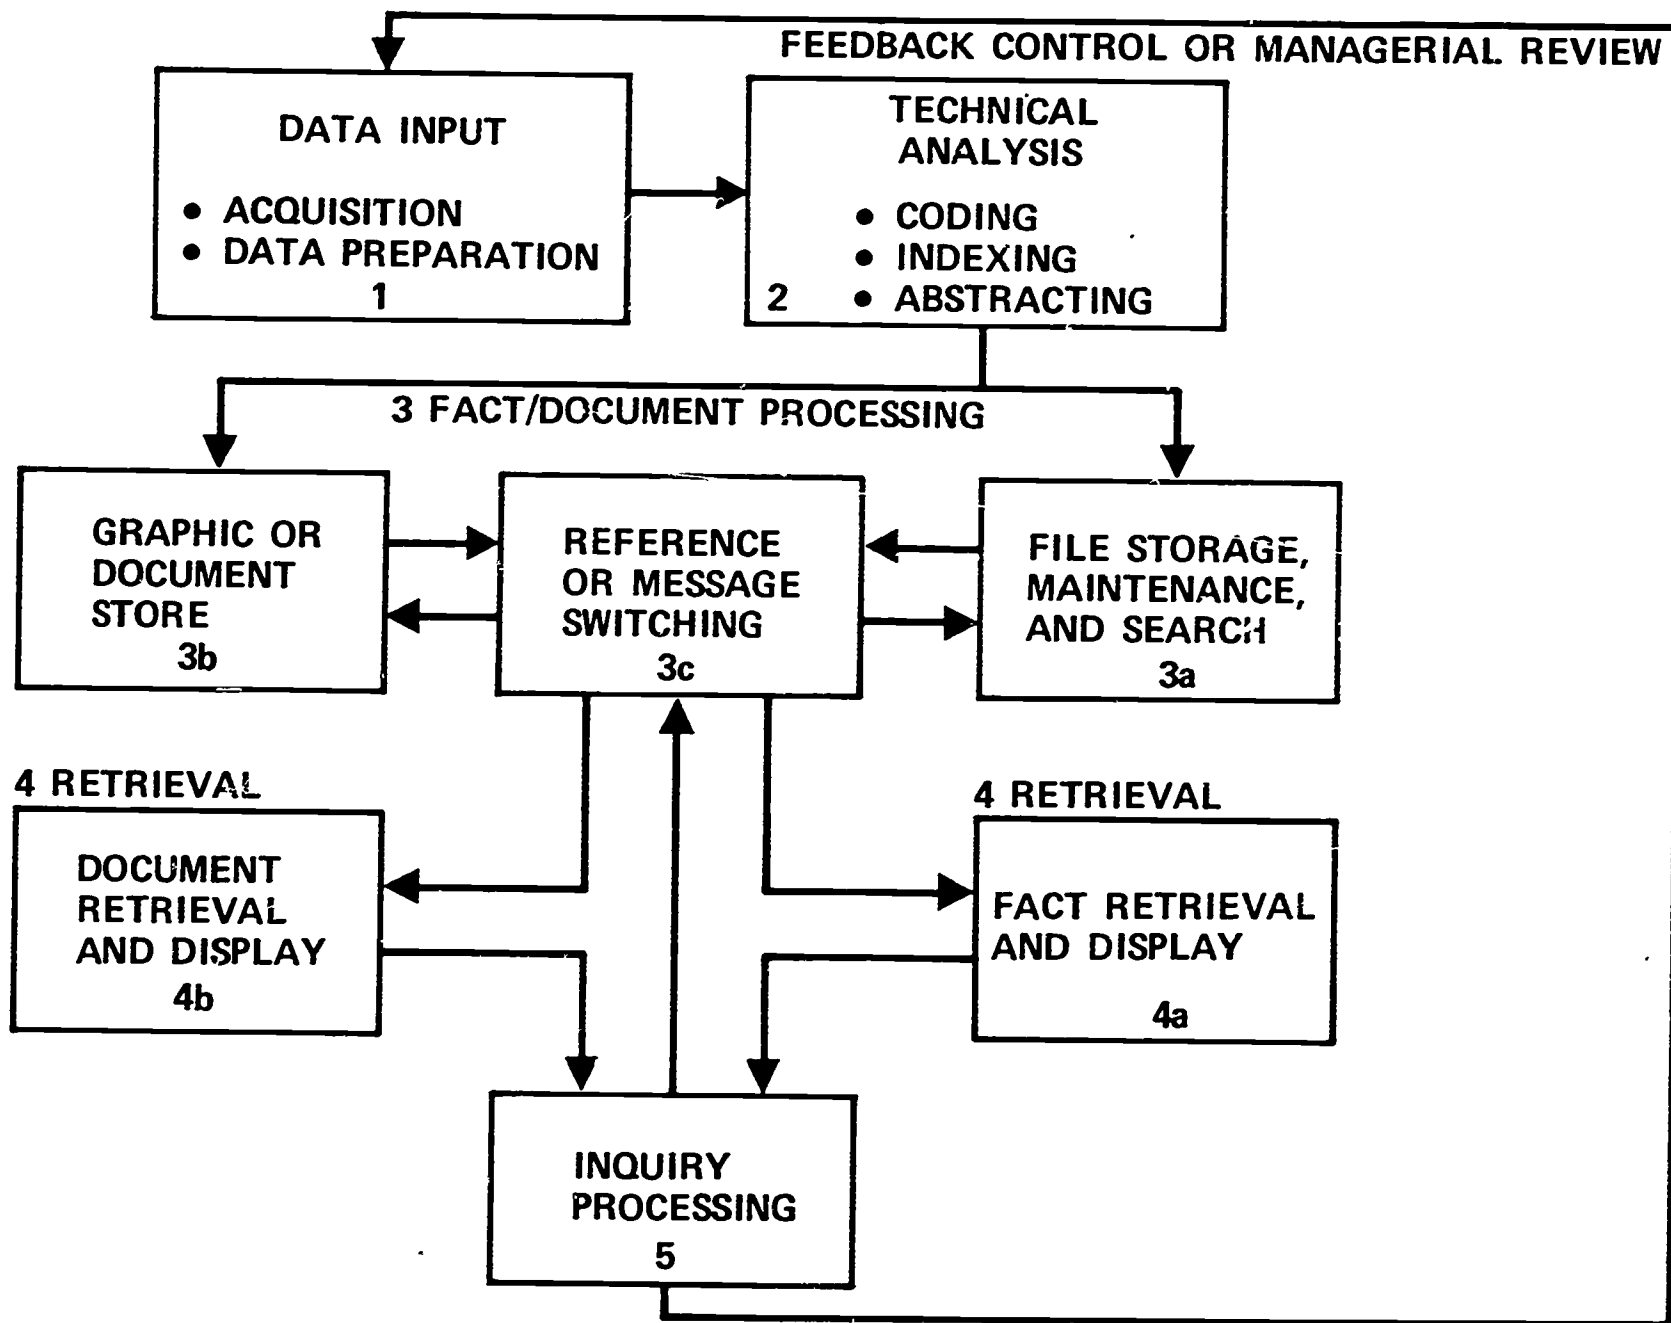 FEEDBACK CONTROL OR MANAGERIAL REVIEW
DATA INPUT
• ACQUISITION
• DATA PREPARATION
1
TECHNICAL
ANALYSIS
• CODING
• INDEXING
2 • ABSTRACTING
3 FACT/DOCUMENT PROCESSING
GRAPHIC OR
DOCUMENT
STORE
3b
REFERENCE
OR MESSAGE
SWITCHING
3c
FILE STORAGE,
MAINTENANCE,
AND SEARCH
3a
4 RETRIEVAL
DOCUMENT
RETRIEVAL
AND DISPLAY
4b
4 RETRIEVAL
FACT RETRIEVAL
AND DISPLAY
4a
INQUIRY
PROCESSING
5